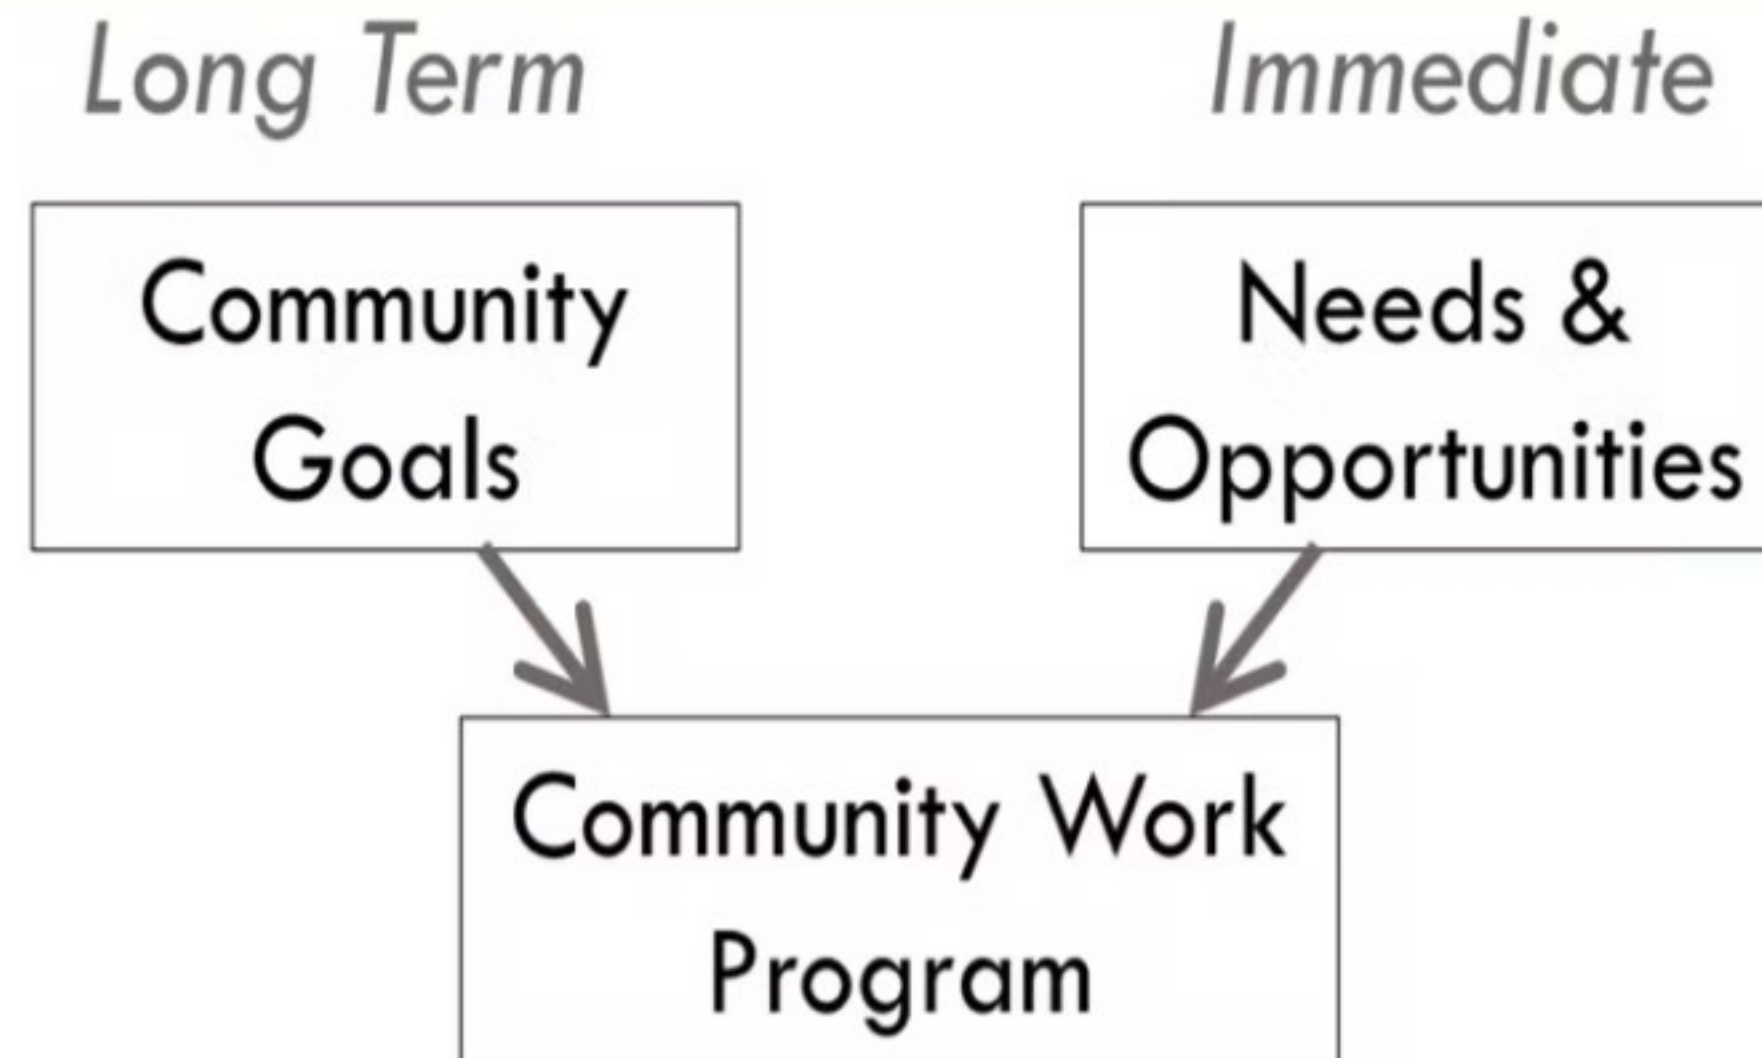 Long Term
Immediate
Community
Goals
Needs &
Opportunities
Community Work
Program